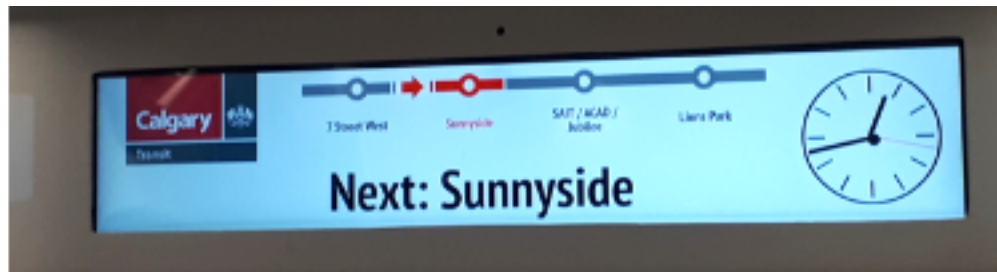 Calgary
Transit
7 Street West
Sunnyside
SAIT / ACAD /
Jubilee
Lions Park
Next: Sunnyside